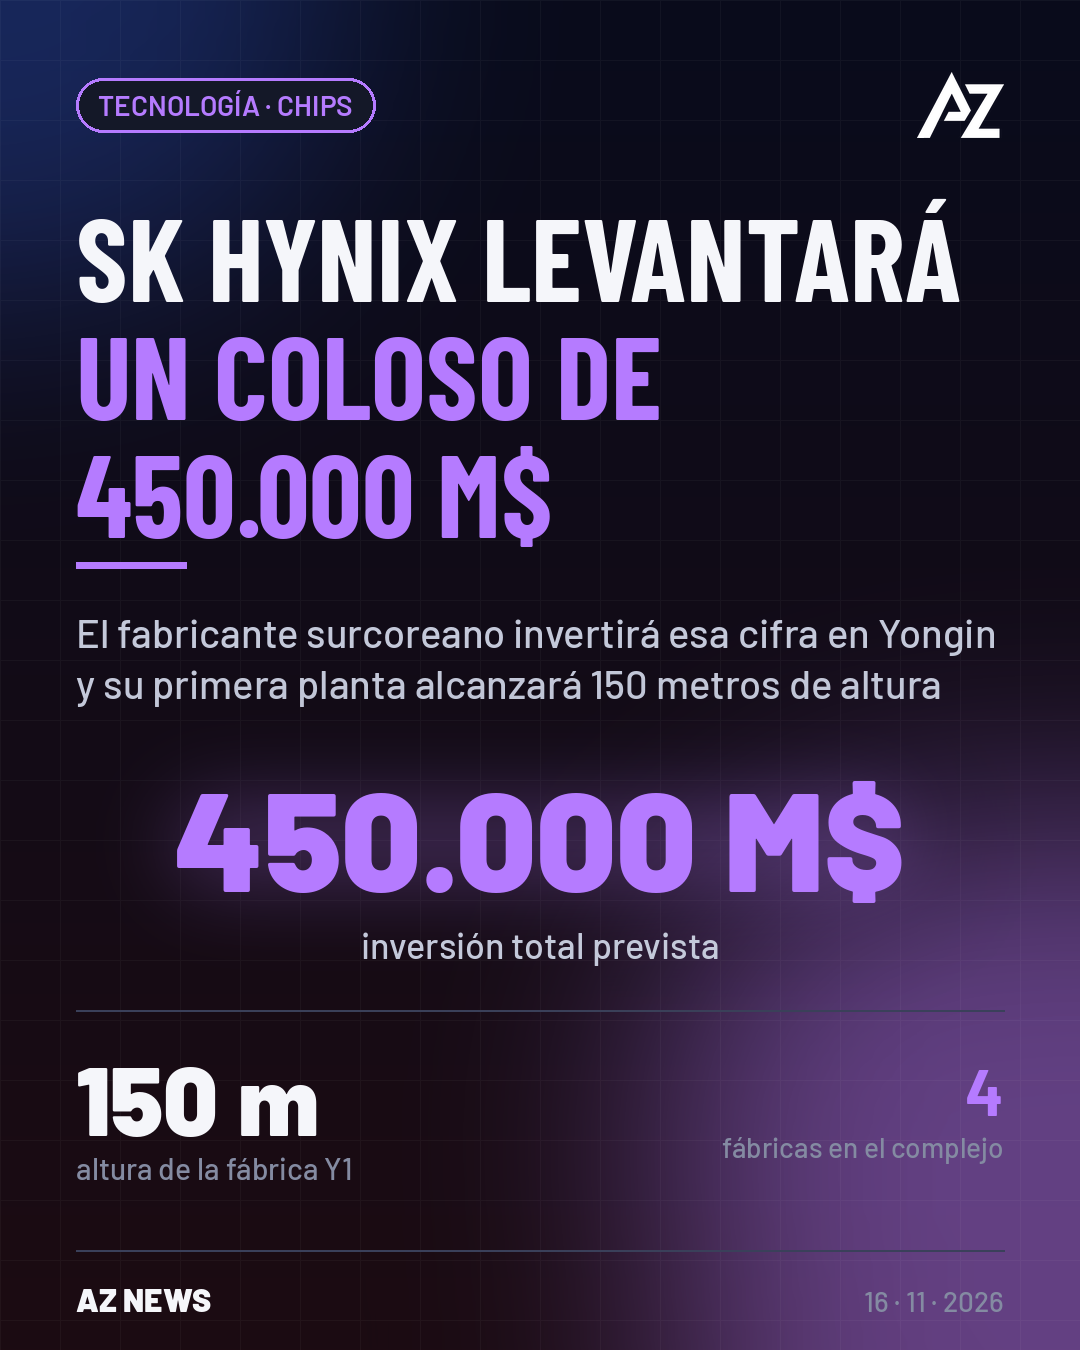 TECNOLOGÍA · CHIPS
AZ
SK HYNIX LEVANTARÁ
UN COLOSO DE
450.000 M$
El fabricante surcoreano invertirá esa cifra en Yongin
y su primera planta alcanzará 150 metros de altura
450.000 M$
inversión total prevista
150 m
altura de la fábrica Y1
4
fábricas en el complejo
AZ NEWS
16 · 11 · 2026